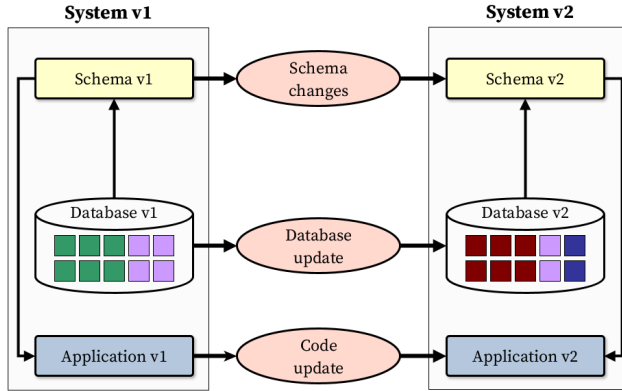 System v1
System v2
Schema v1
Schema
changes
Schema v2
Database v1
Database
update
Database v2
Application v1
Code
update
Application v2